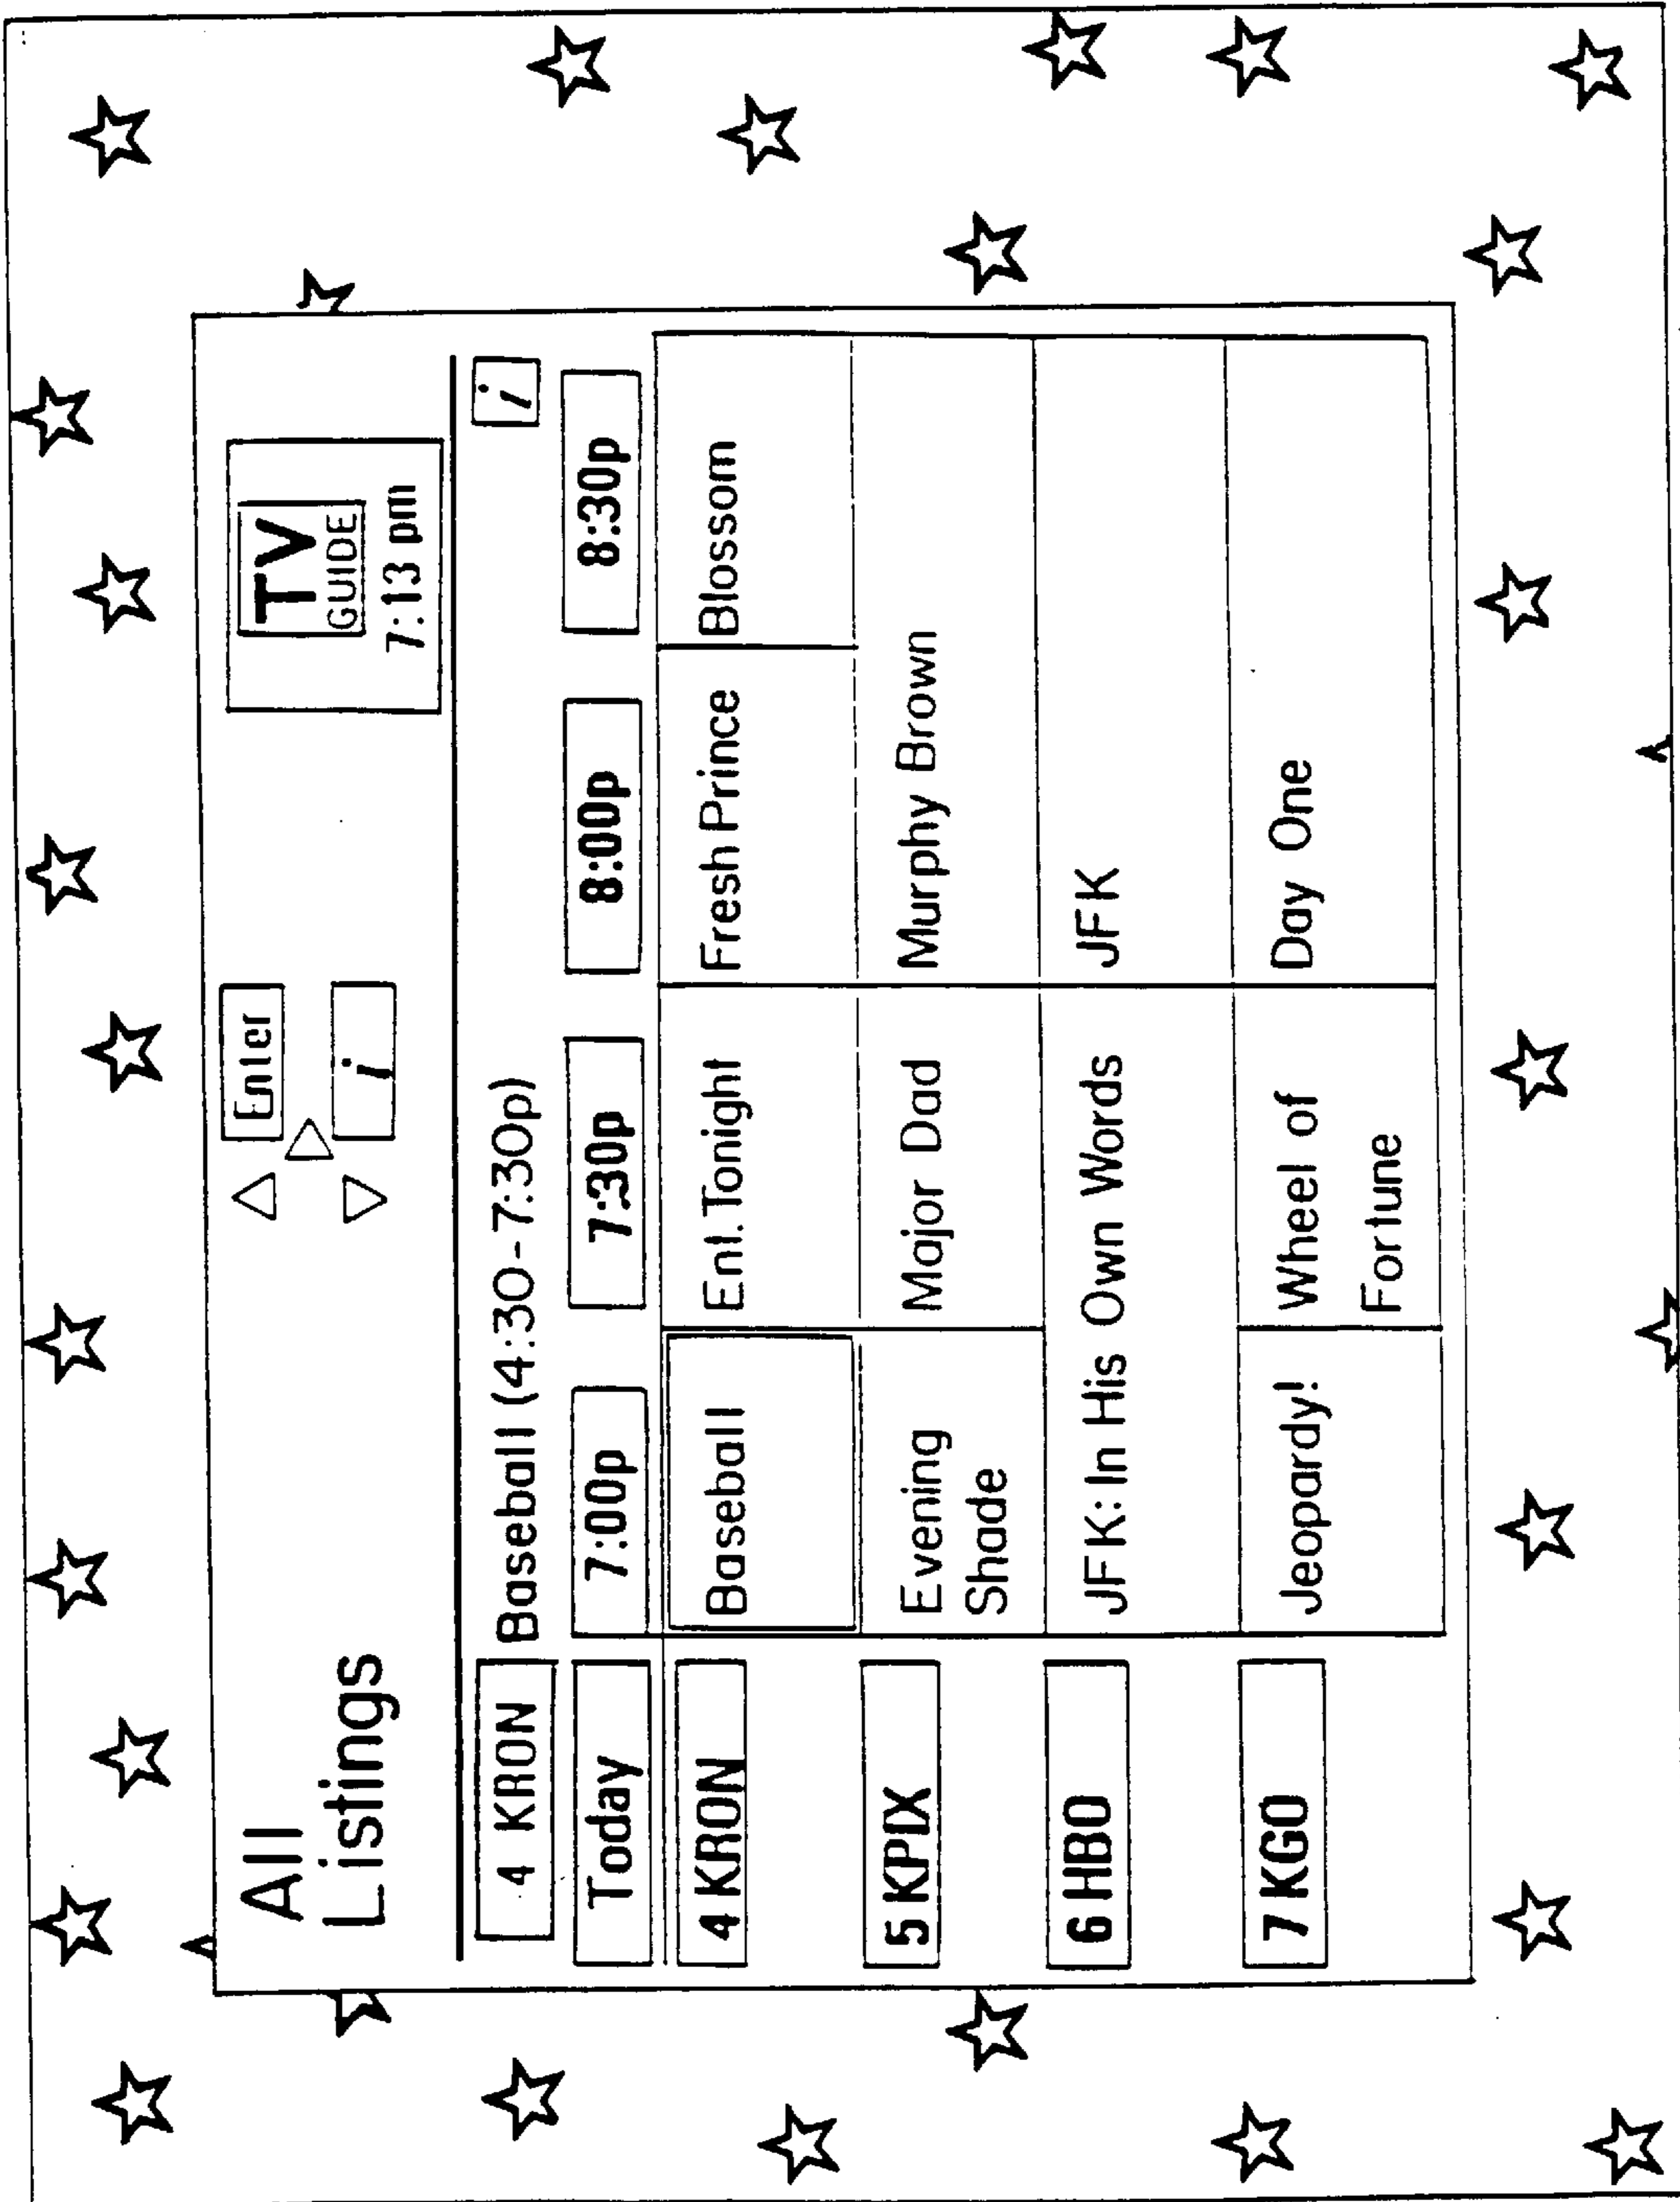 All
Listings
Enter
i
TV
GUIDE
7:13 pm
4 KRON Baseball (4:30-7:30p) i
Today 7:00p 7:30p 8:00p 8:30p
4 KRON Baseball Ent. Tonight Fresh Prince Blossom
5 KPIX Evening Major Dad Murphy Brown
Shade
6 HBO JFK: In His Own Words JFK
7 KGO Jeopardy! Wheel of Day One
Fortune